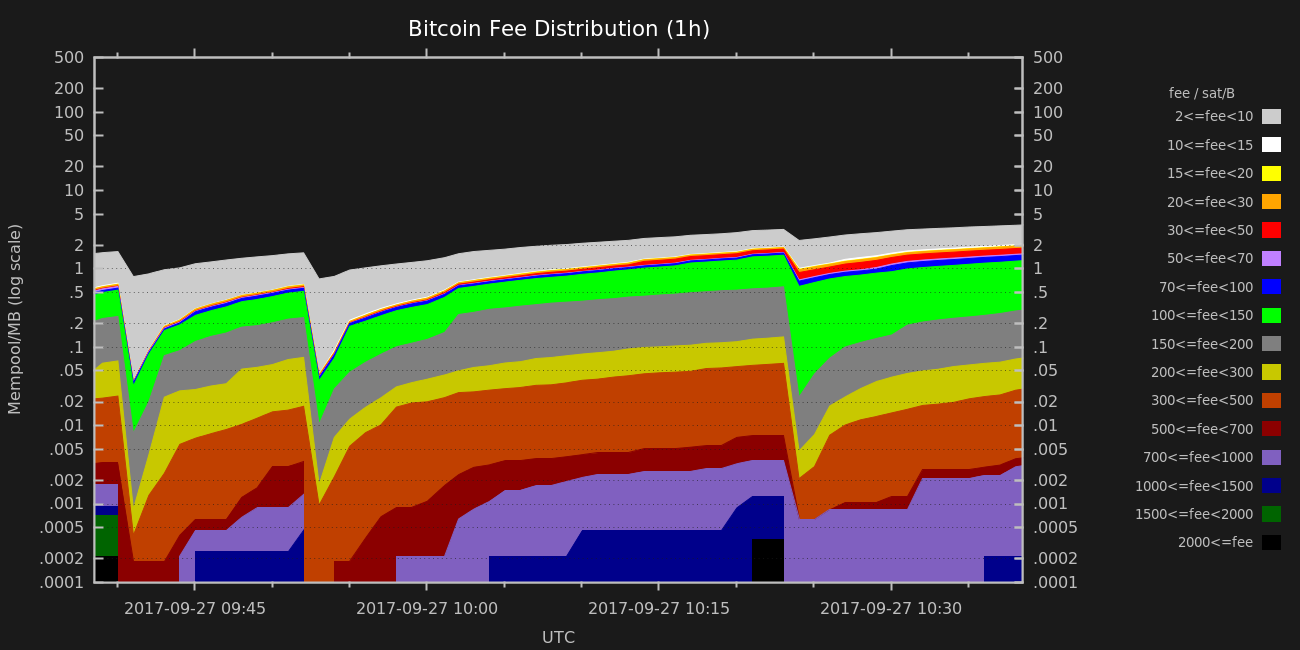 Bitcoin Fee Distribution (1h)
500 500
200 200
100 100
50 50
20 20
10 10
5 5
2 2
1 1
.5 .5
.2 .2
.1 .1
.05 .05
.02 .02
.01 .01
.005 .005
.002 .002
.001 .001
.0005 .0005
.0002 .0002
.0001 .0001
Mempool/MB (log scale)
2017-09-27 09:45 2017-09-27 10:00 2017-09-27 10:15 2017-09-27 10:30
UTC
fee / sat/B
2<=fee<10
10<=fee<15
15<=fee<20
20<=fee<30
30<=fee<50
50<=fee<70
70<=fee<100
100<=fee<150
150<=fee<200
200<=fee<300
300<=fee<500
500<=fee<700
700<=fee<1000
1000<=fee<1500
1500<=fee<2000
2000<=fee